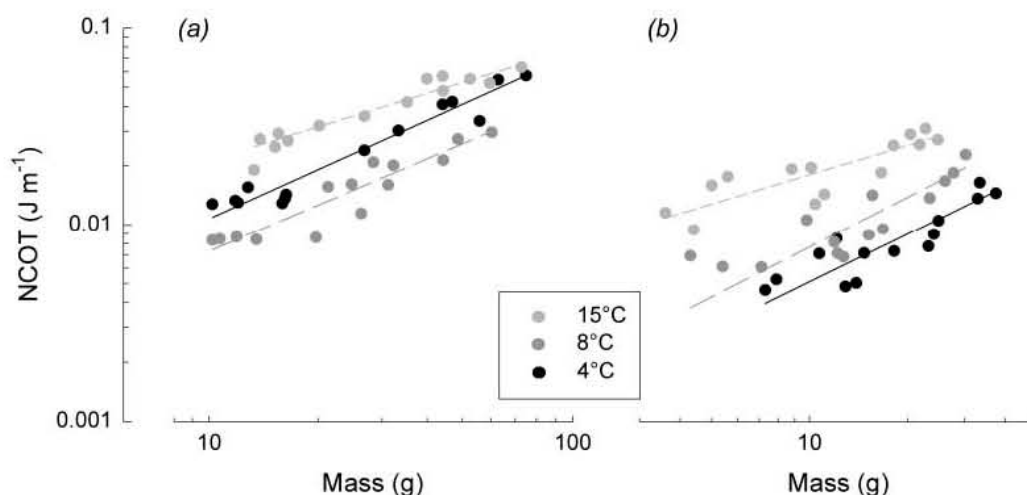 (a)
(b)
NCOT (J m⁻¹)
0.1
0.01
0.001
15°C
8°C
4°C
10
100
10
Mass (g)
Mass (g)